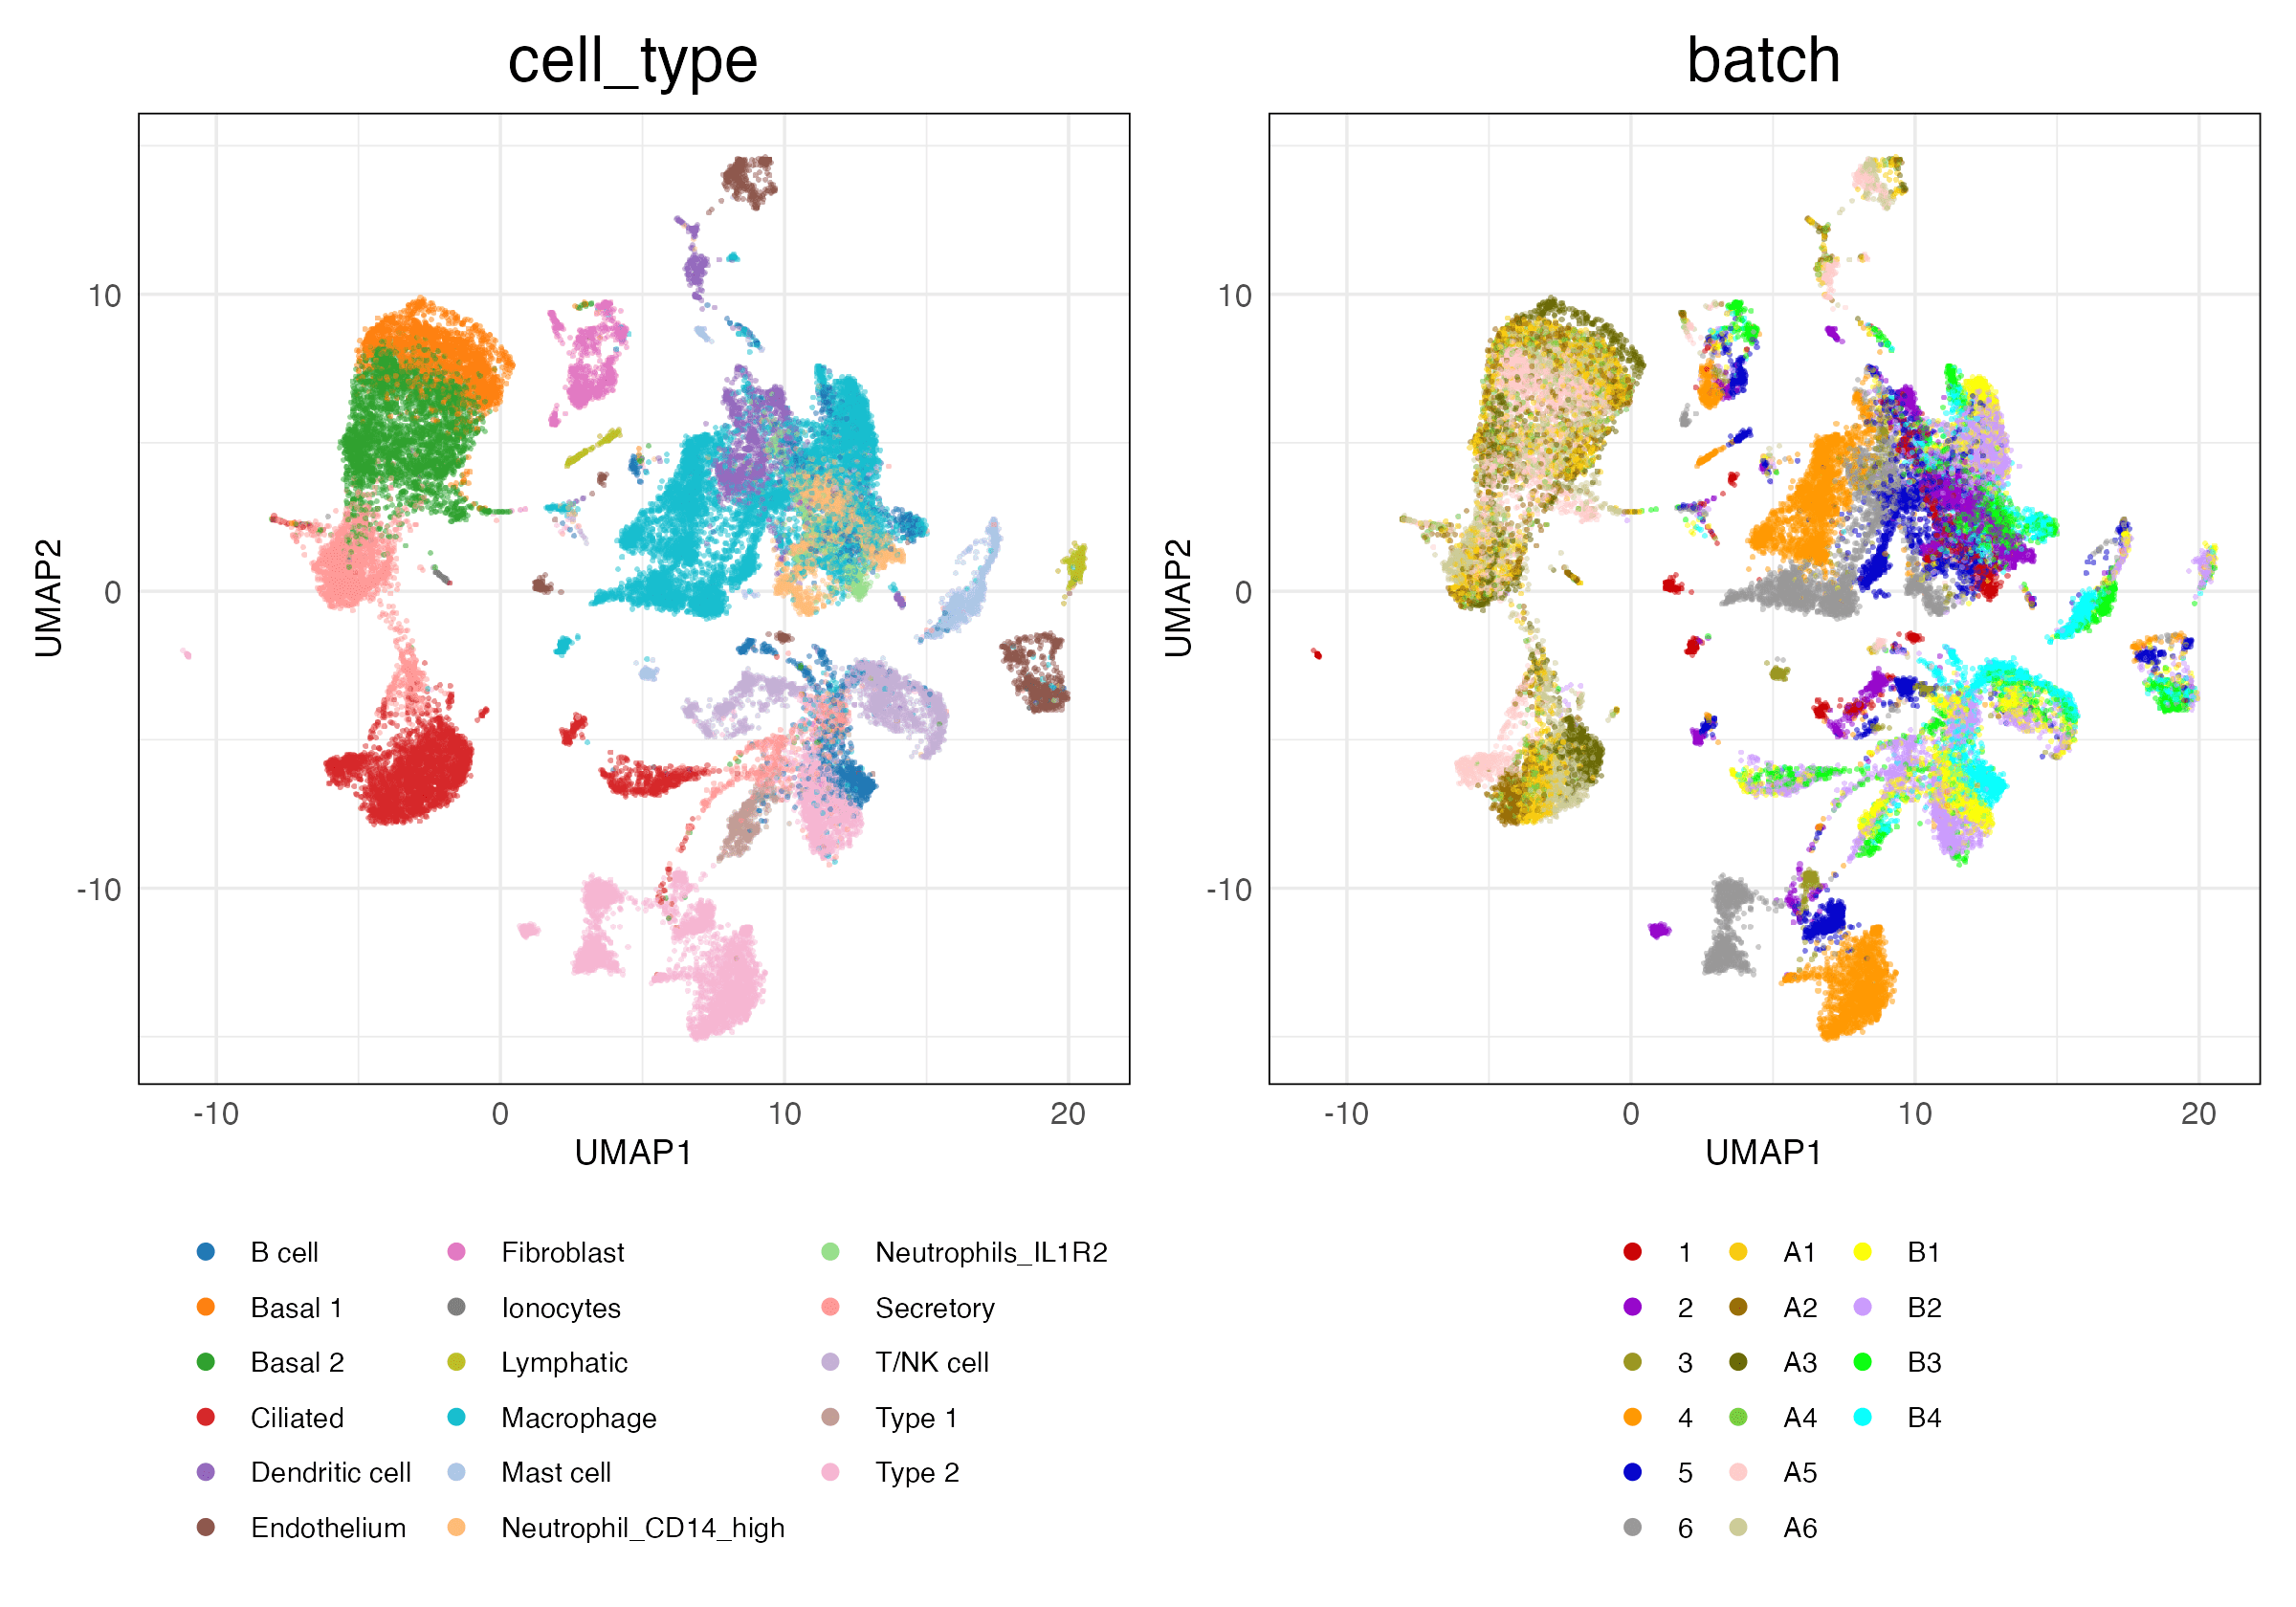 cell_type
batch
10
0
-10
UMAP2
-10
0
10
20
UMAP1
10
0
-10
UMAP2
-10
0
10
20
UMAP1
B cell
Basal 1
Basal 2
Ciliated
Dendritic cell
Endothelium
Fibroblast
Ionocytes
Lymphatic
Macrophage
Mast cell
Neutrophil_CD14_high
Neutrophils_IL1R2
Secretory
T/NK cell
Type 1
Type 2
1
2
3
4
5
6
A1
A2
A3
A4
A5
A6
B1
B2
B3
B4